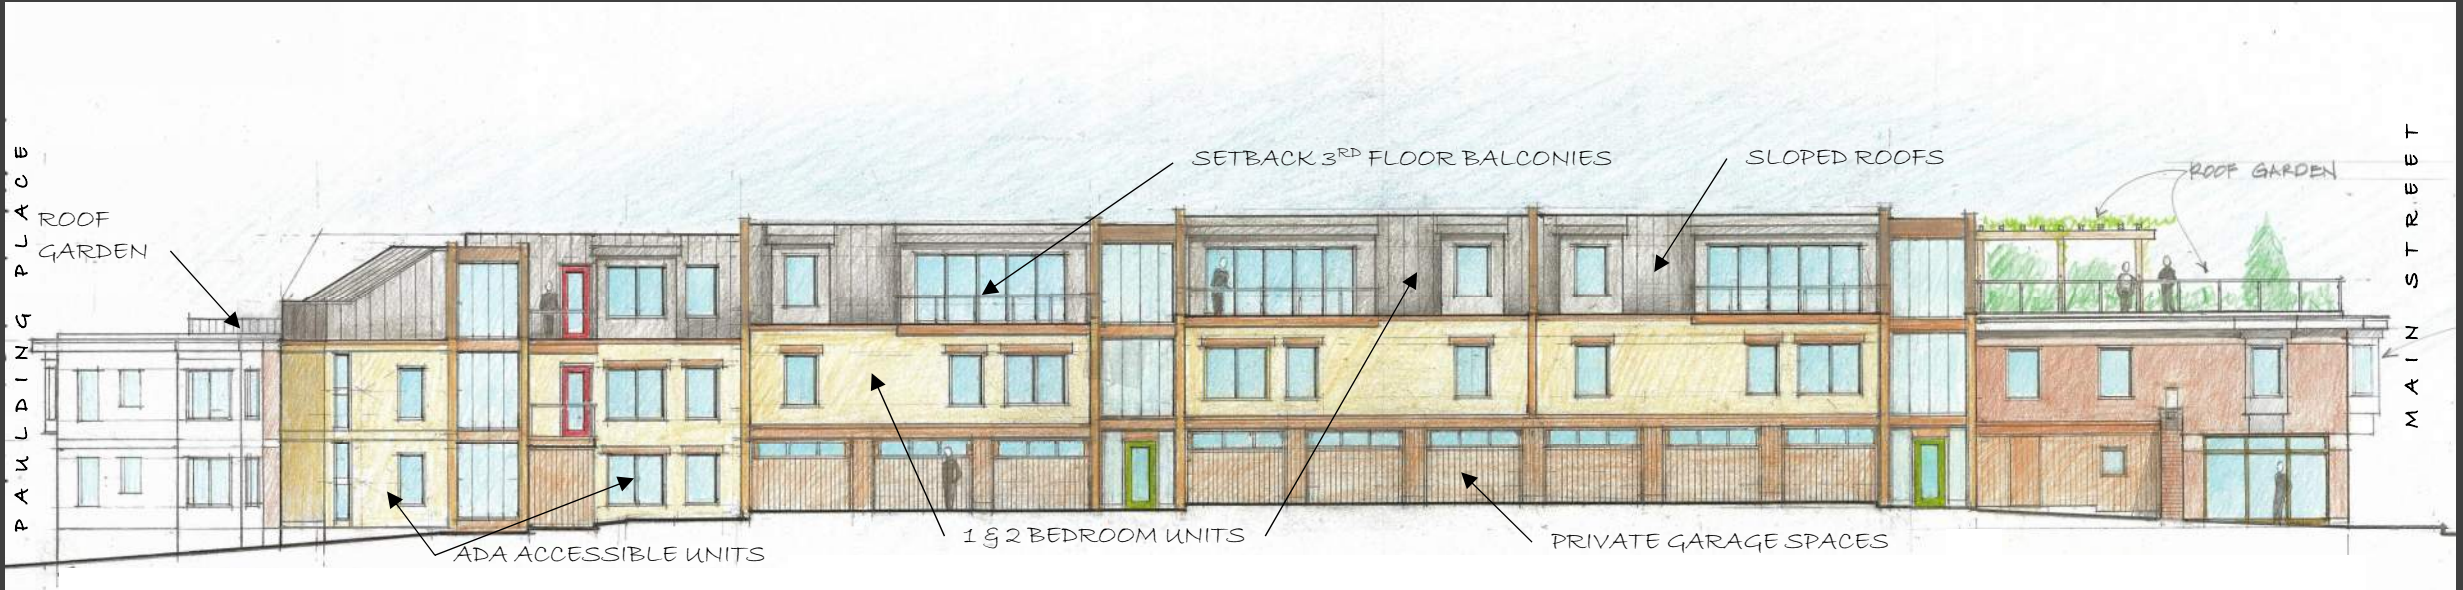 PAULDING PLACE
ROOF
GARDEN
SETBACK 3RD FLOOR BALCONIES
SLOPED ROOFS
ROOF GARDEN
MAIN STREET
ADA ACCESSIBLE UNITS
1 & 2 BEDROOM UNITS
PRIVATE GARAGE SPACES